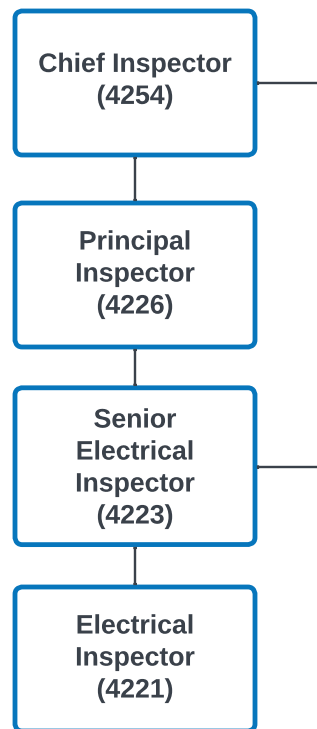 Chief Inspector
(4254)
Principal
Inspector
(4226)
Senior
Electrical
Inspector
(4223)
Electrical
Inspector
(4221)